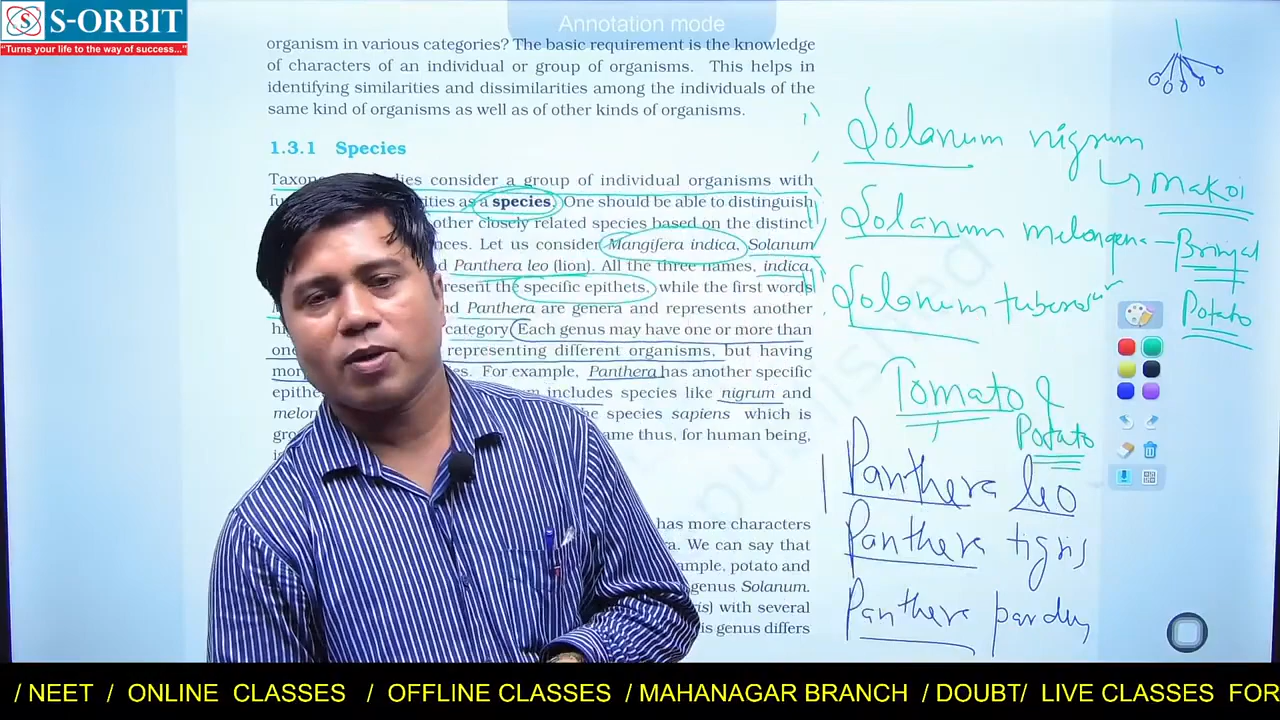 S-ORBIT
"Turns your life to the way of success..."
Annotation mode
organism in various categories? The basic requirement is the knowledge
of characters of an individual or group of organisms. This helps in
identifying similarities and dissimilarities among the individuals of the
same kind of organisms as well as of other kinds of organisms.
1.3.1 Species
consider a group of individual organisms with
as a species. One should be able to distinguish
other closely related species based on the distinct
Let us consider Mangifera indica, Solanum
Panthera leo (lion). All the three names, indica,
the specific epithets, while the first words
Panthera are genera and represents another
category. Each genus may have one or more than
one representing different organisms, but having
For example, Panthera has another specific
includes species like nigrum and
species sapiens which is
thus, for human being,
has more characters
We can say that
potato and
genus Solanum.
with several
genus differs
Solanum nigrum
Makoi
Solanum melongena - Brinjal
Solanum tuberosum
Potato
Tomato &
Potato
Panthera leo
Panthera tigris
Panthera pardus
/ NEET / ONLINE CLASSES / OFFLINE CLASSES / MAHANAGAR BRANCH / DOUBT/ LIVE CLASSES FOR